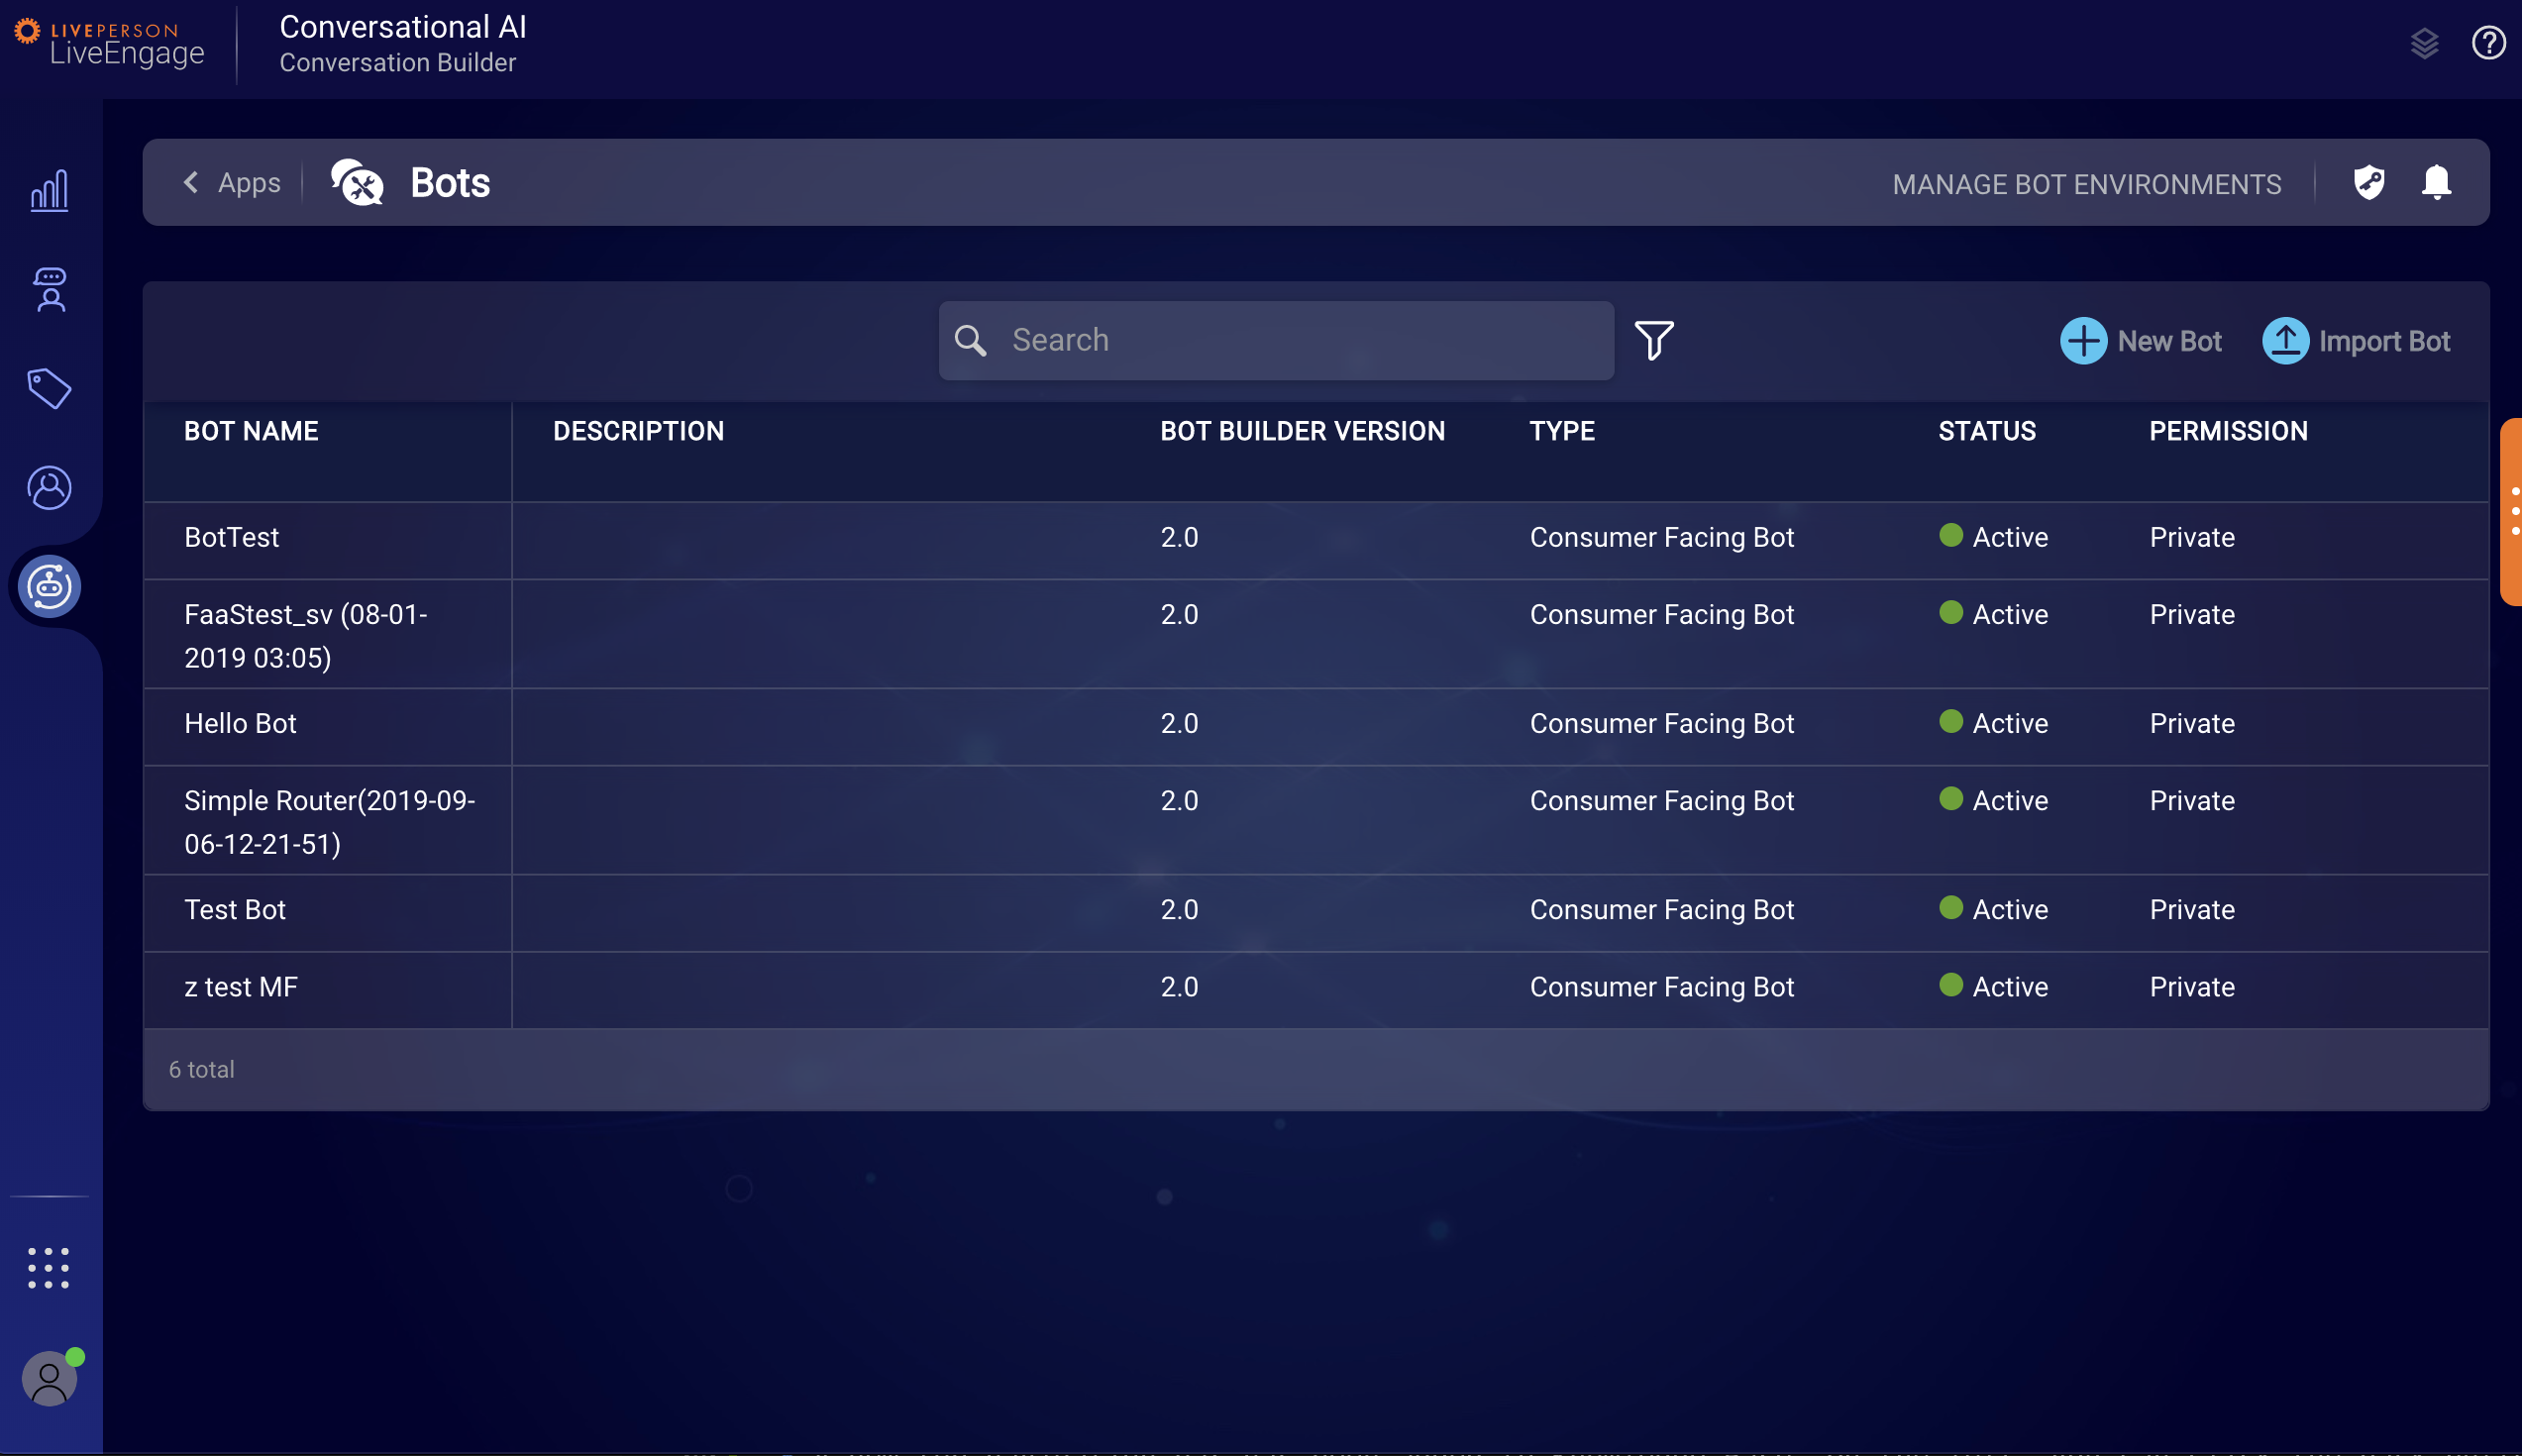 LIVEPERSON
LiveEngage
Conversational AI
Conversation Builder
Apps
Bots
MANAGE BOT ENVIRONMENTS
Search
New Bot
Import Bot
BOT NAME DESCRIPTION BOT BUILDER VERSION TYPE STATUS PERMISSION
BotTest 2.0 Consumer Facing Bot Active Private
FaaStest_sv (08-01- 2.0 Consumer Facing Bot Active Private
2019 03:05)
Hello Bot 2.0 Consumer Facing Bot Active Private
Simple Router(2019-09- 2.0 Consumer Facing Bot Active Private
06-12-21-51)
Test Bot 2.0 Consumer Facing Bot Active Private
z test MF 2.0 Consumer Facing Bot Active Private
6 total